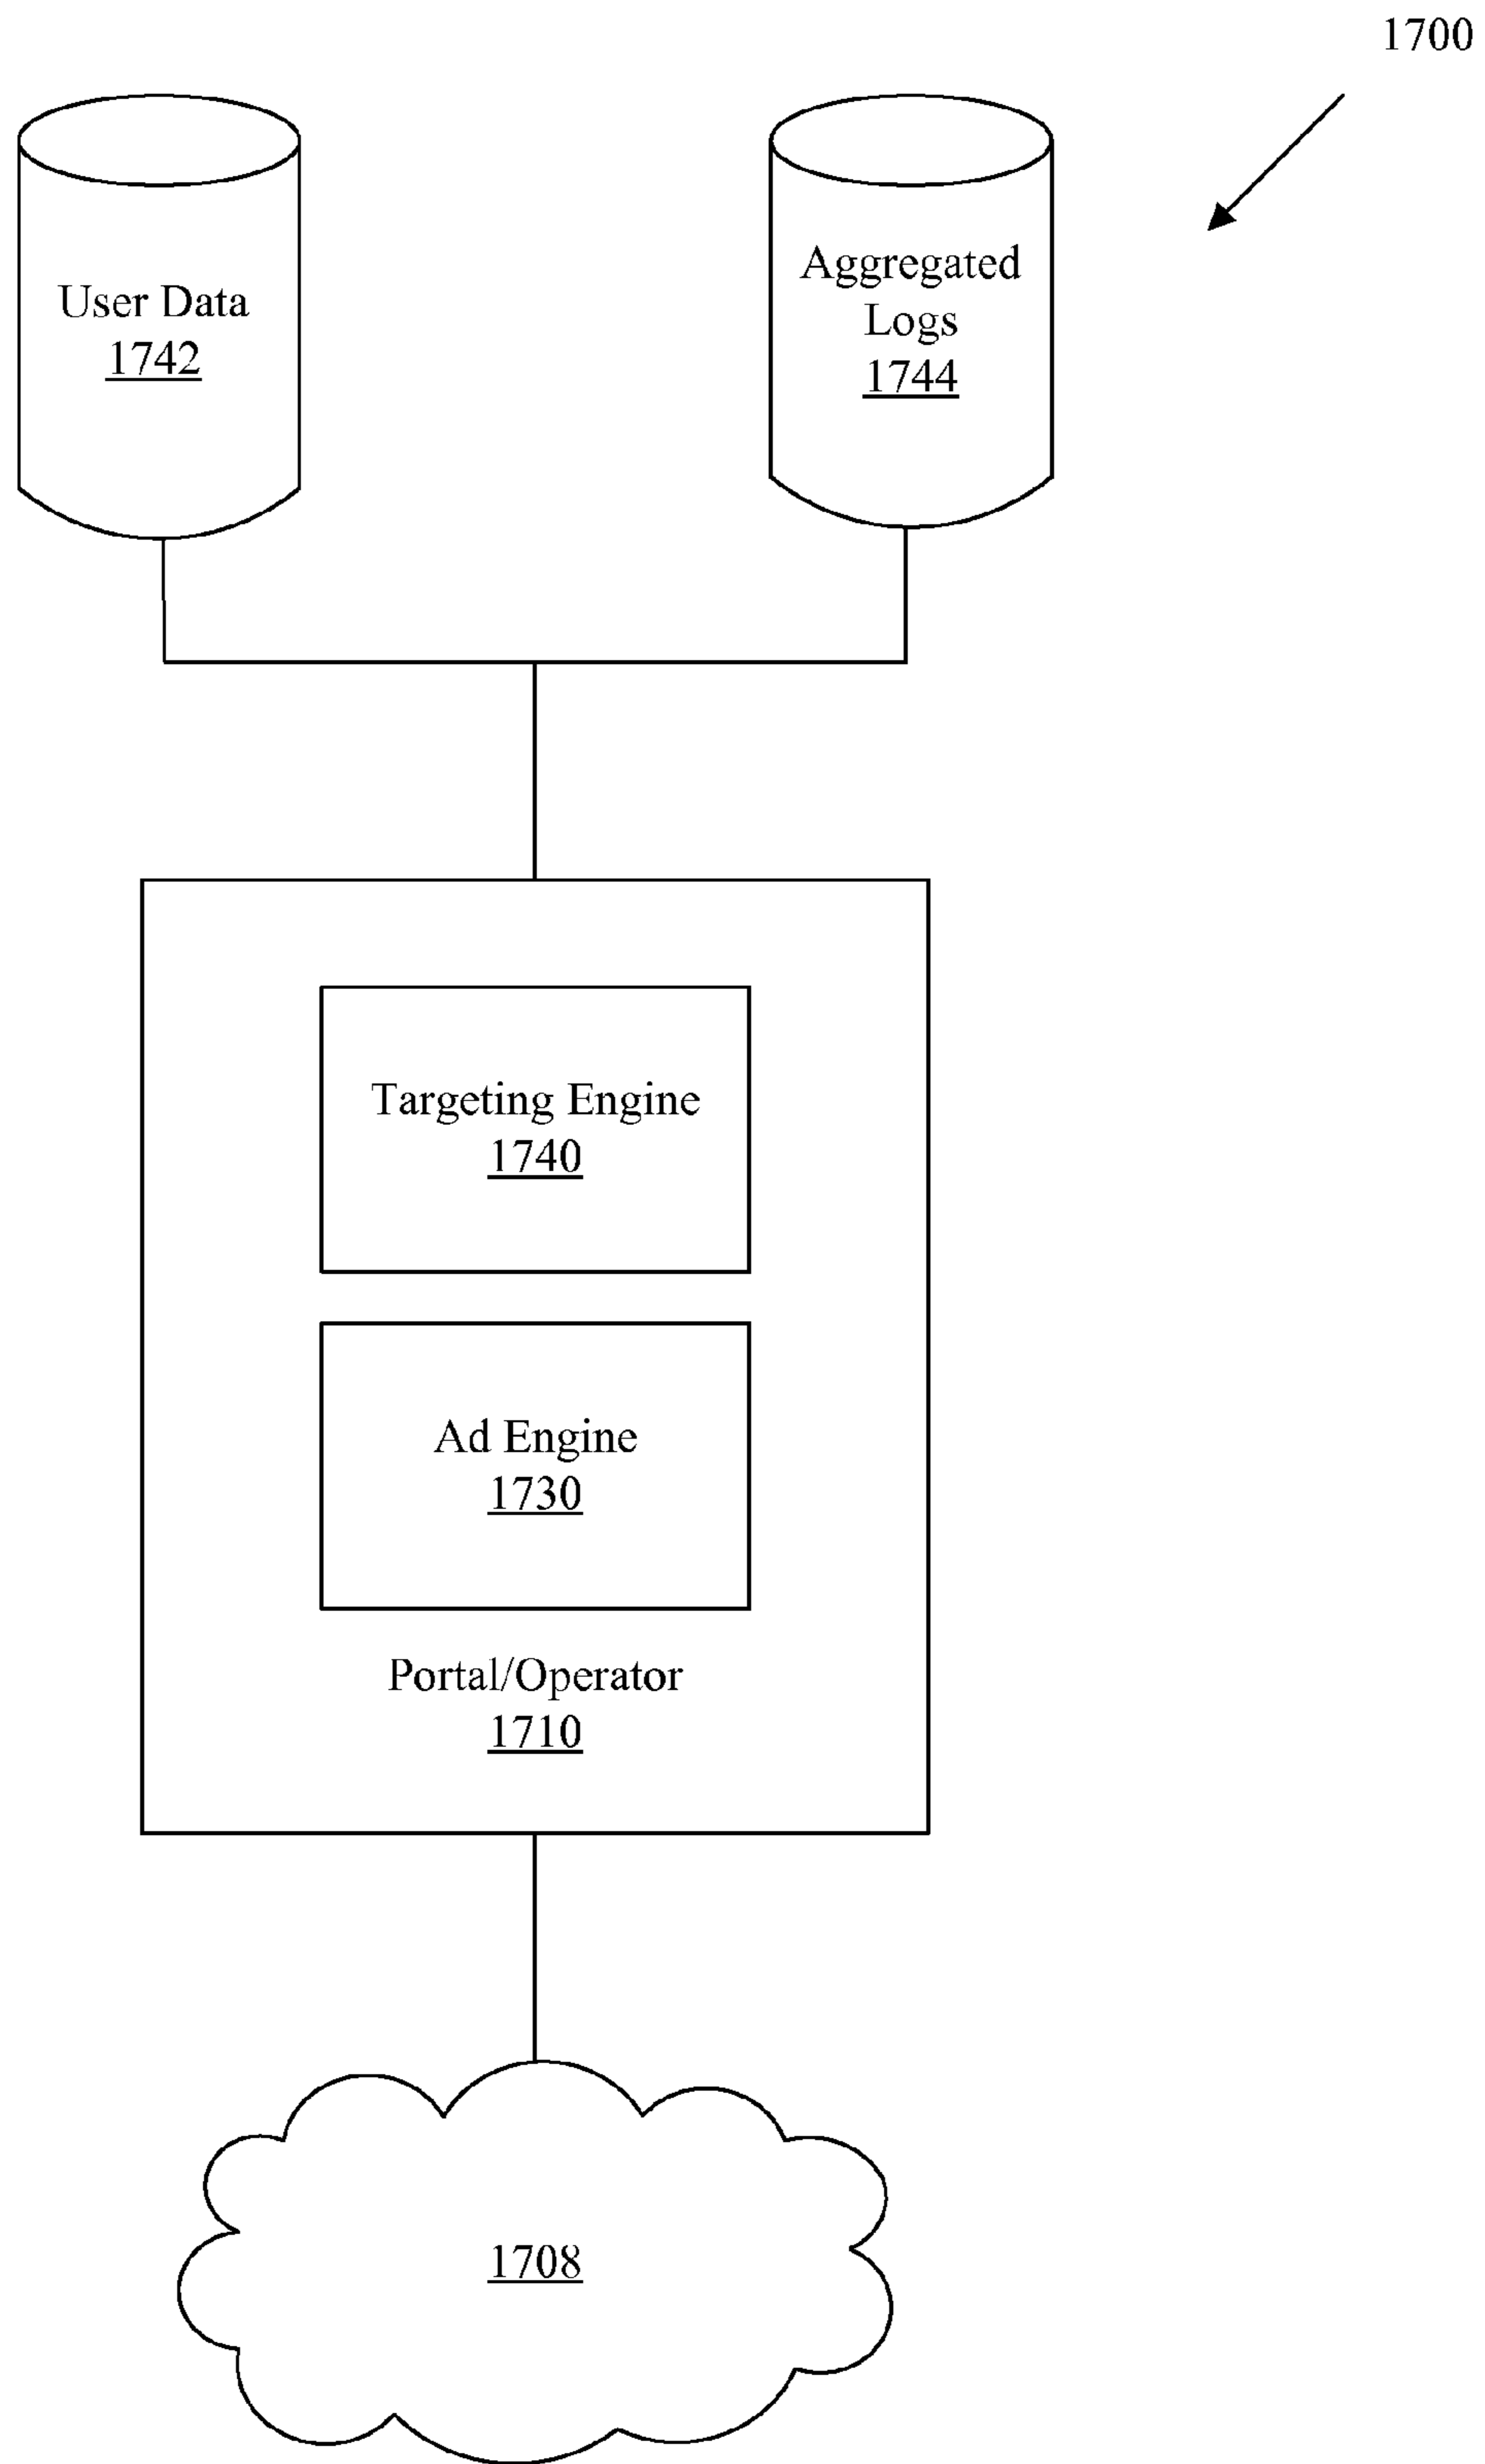 1700
User Data
1742
Aggregated
Logs
1744
Targeting Engine
1740
Ad Engine
1730
Portal/Operator
1710
1708